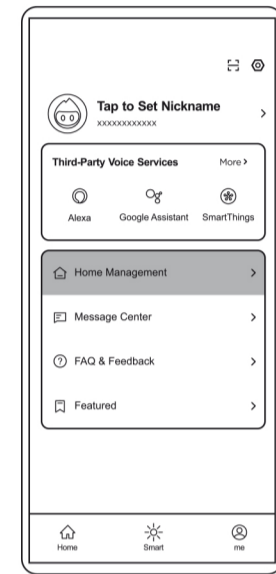 Tap to Set Nickname
xxxxxxxxxxxx
Third-Party Voice Services More
Alexa Google Assistant SmartThings
Home Management
Message Center
FAQ & Feedback
Featured
Home Smart me